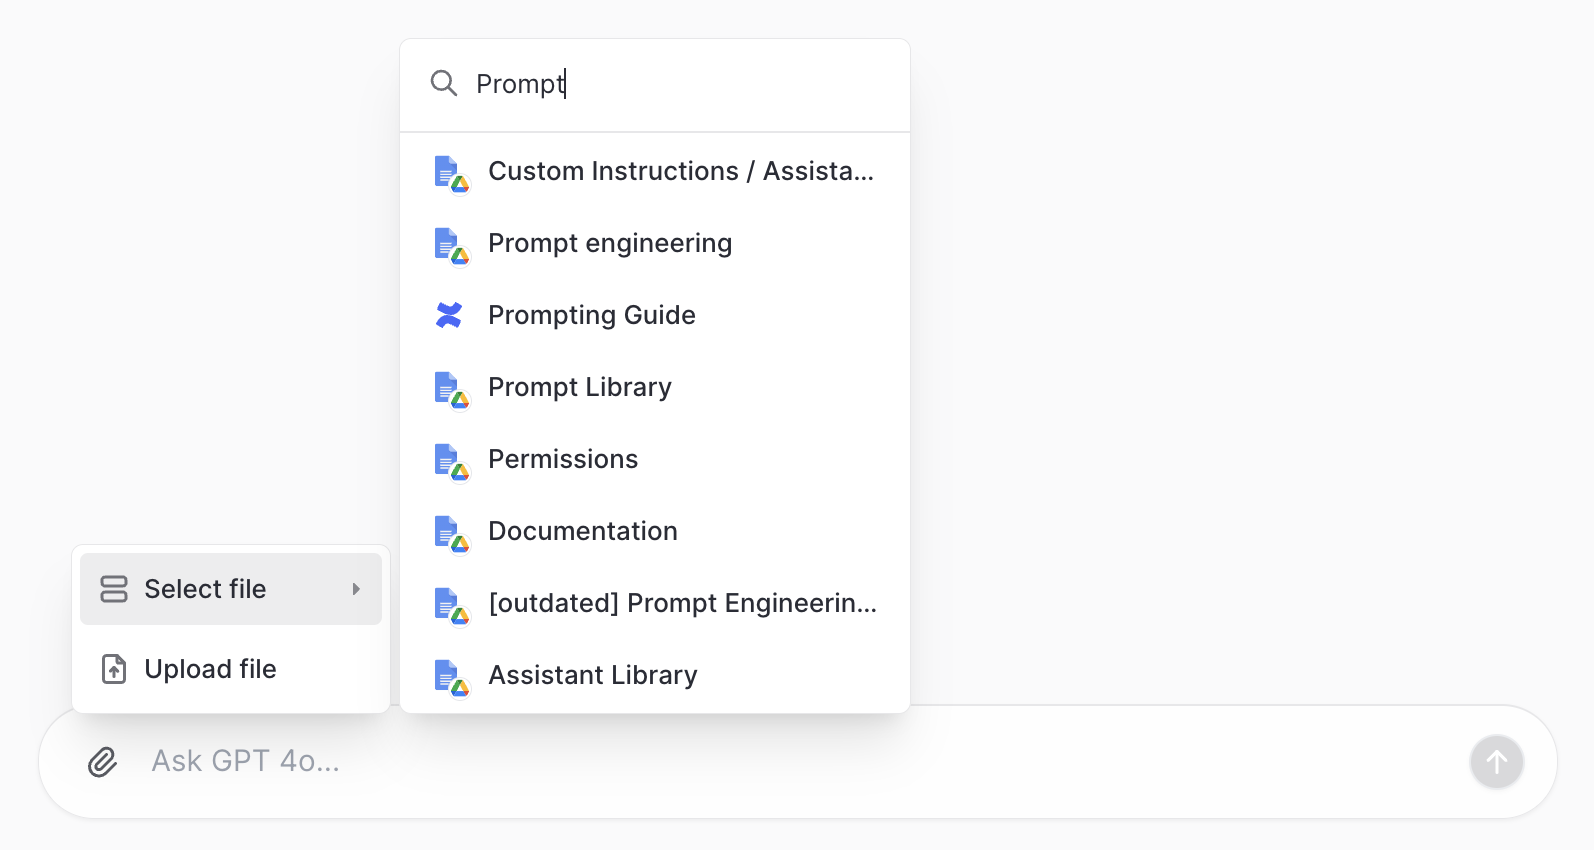 Prompt
Custom Instructions / Assista...
Prompt engineering
Prompting Guide
Prompt Library
Permissions
Documentation
[outdated] Prompt Engineerin...
Assistant Library
Select file
Upload file
Ask GPT 4o...